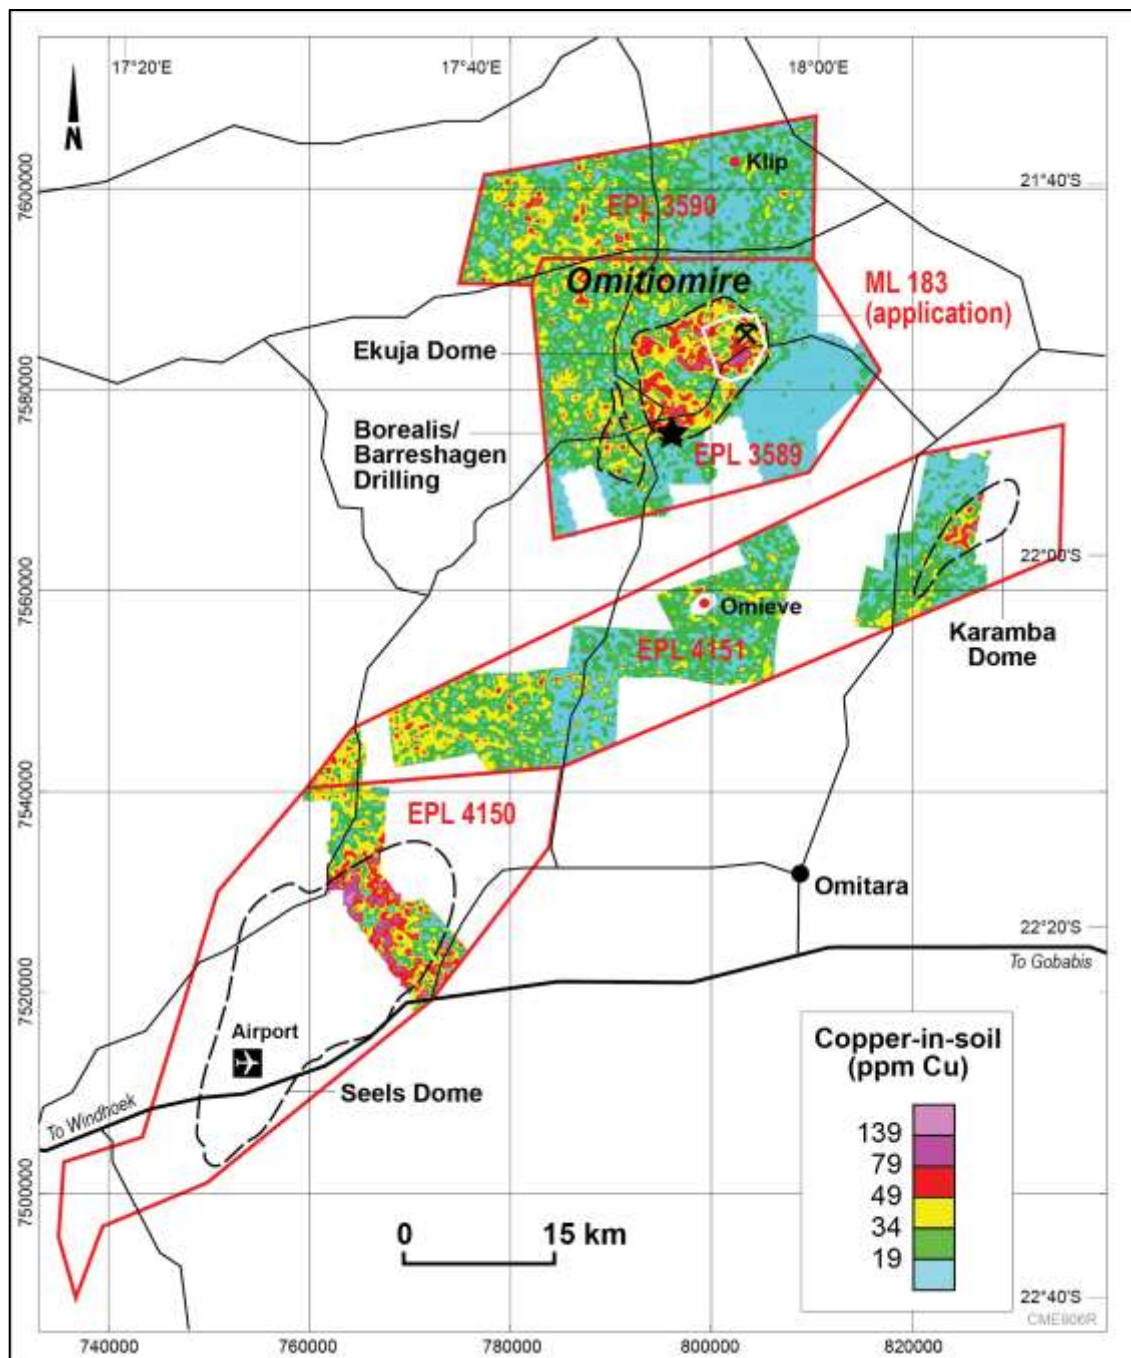 17°20'E
17°40'E
18°00'E
N
Klip
21°40'S
7600000
EPL 3590
Omitiomire
ML 183
(application)
Ekuja Dome
7580000
Borealis/
Barreshagen
Drilling
EPL 3589
22°00'S
7560000
Omieve
Karamba
Dome
EPL 4151
7540000
EPL 4150
Omitara
22°20'S
To Gobabis
7520000
Airport
Copper-in-soil
(ppm Cu)
Seels Dome
To Windhoek
139
79
49
34
19
7500000
0 15 km
22°40'S
CME806R
740000
760000
780000
800000
820000